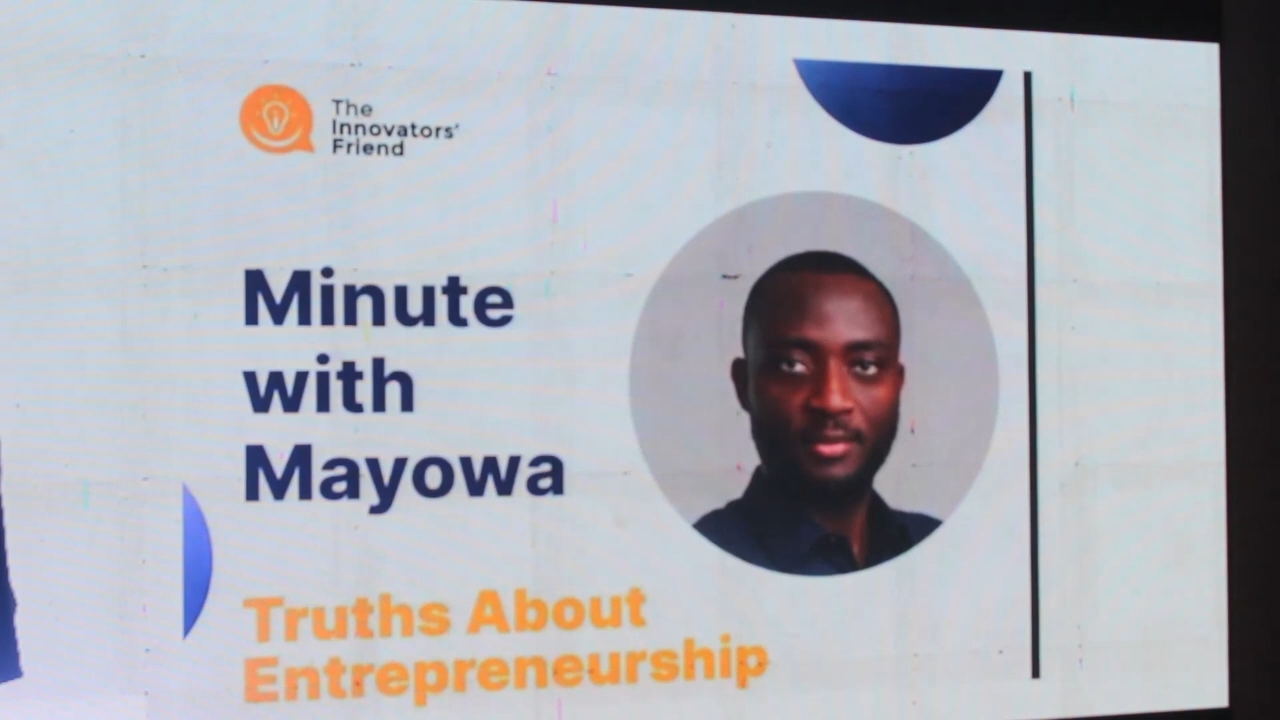 The
Innovators'
Friend
Minute
with
Mayowa
Truths About
Entrepreneurship